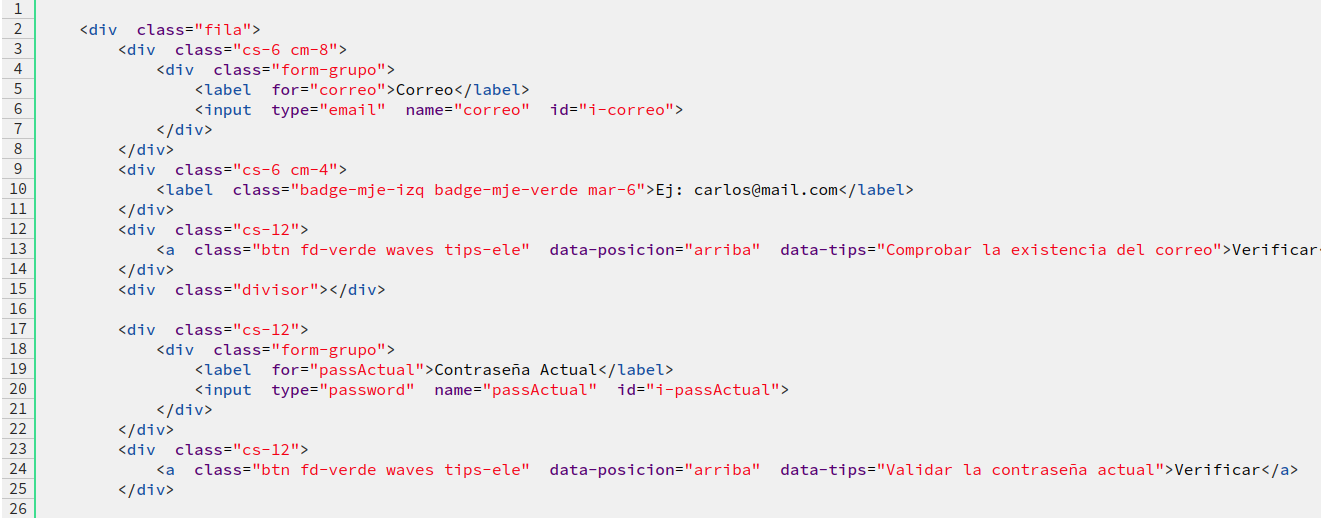 1
2 <div class="fila">
3 <div class="cs-6 cm-8">
4 <div class="form-grupo">
5 <label for="correo">Correo</label>
6 <input type="email" name="correo" id="i-correo">
7 </div>
8 </div>
9 <div class="cs-6 cm-4">
10 <label class="badge-mje-izq badge-mje-verde mar-6">Ej: carlos@mail.com</label>
11 </div>
12 <div class="cs-12">
13 <a class="btn fd-verde waves tips-ele" data-posicion="arriba" data-tips="Comprobar la existencia del correo">Verificar<
14 </div>
15 <div class="divisor"></div>
16
17 <div class="cs-12">
18 <div class="form-grupo">
19 <label for="passActual">Contraseña Actual</label>
20 <input type="password" name="passActual" id="i-passActual">
21 </div>
22 </div>
23 <div class="cs-12">
24 <a class="btn fd-verde waves tips-ele" data-posicion="arriba" data-tips="Validar la contraseña actual">Verificar</a>
25 </div>
26